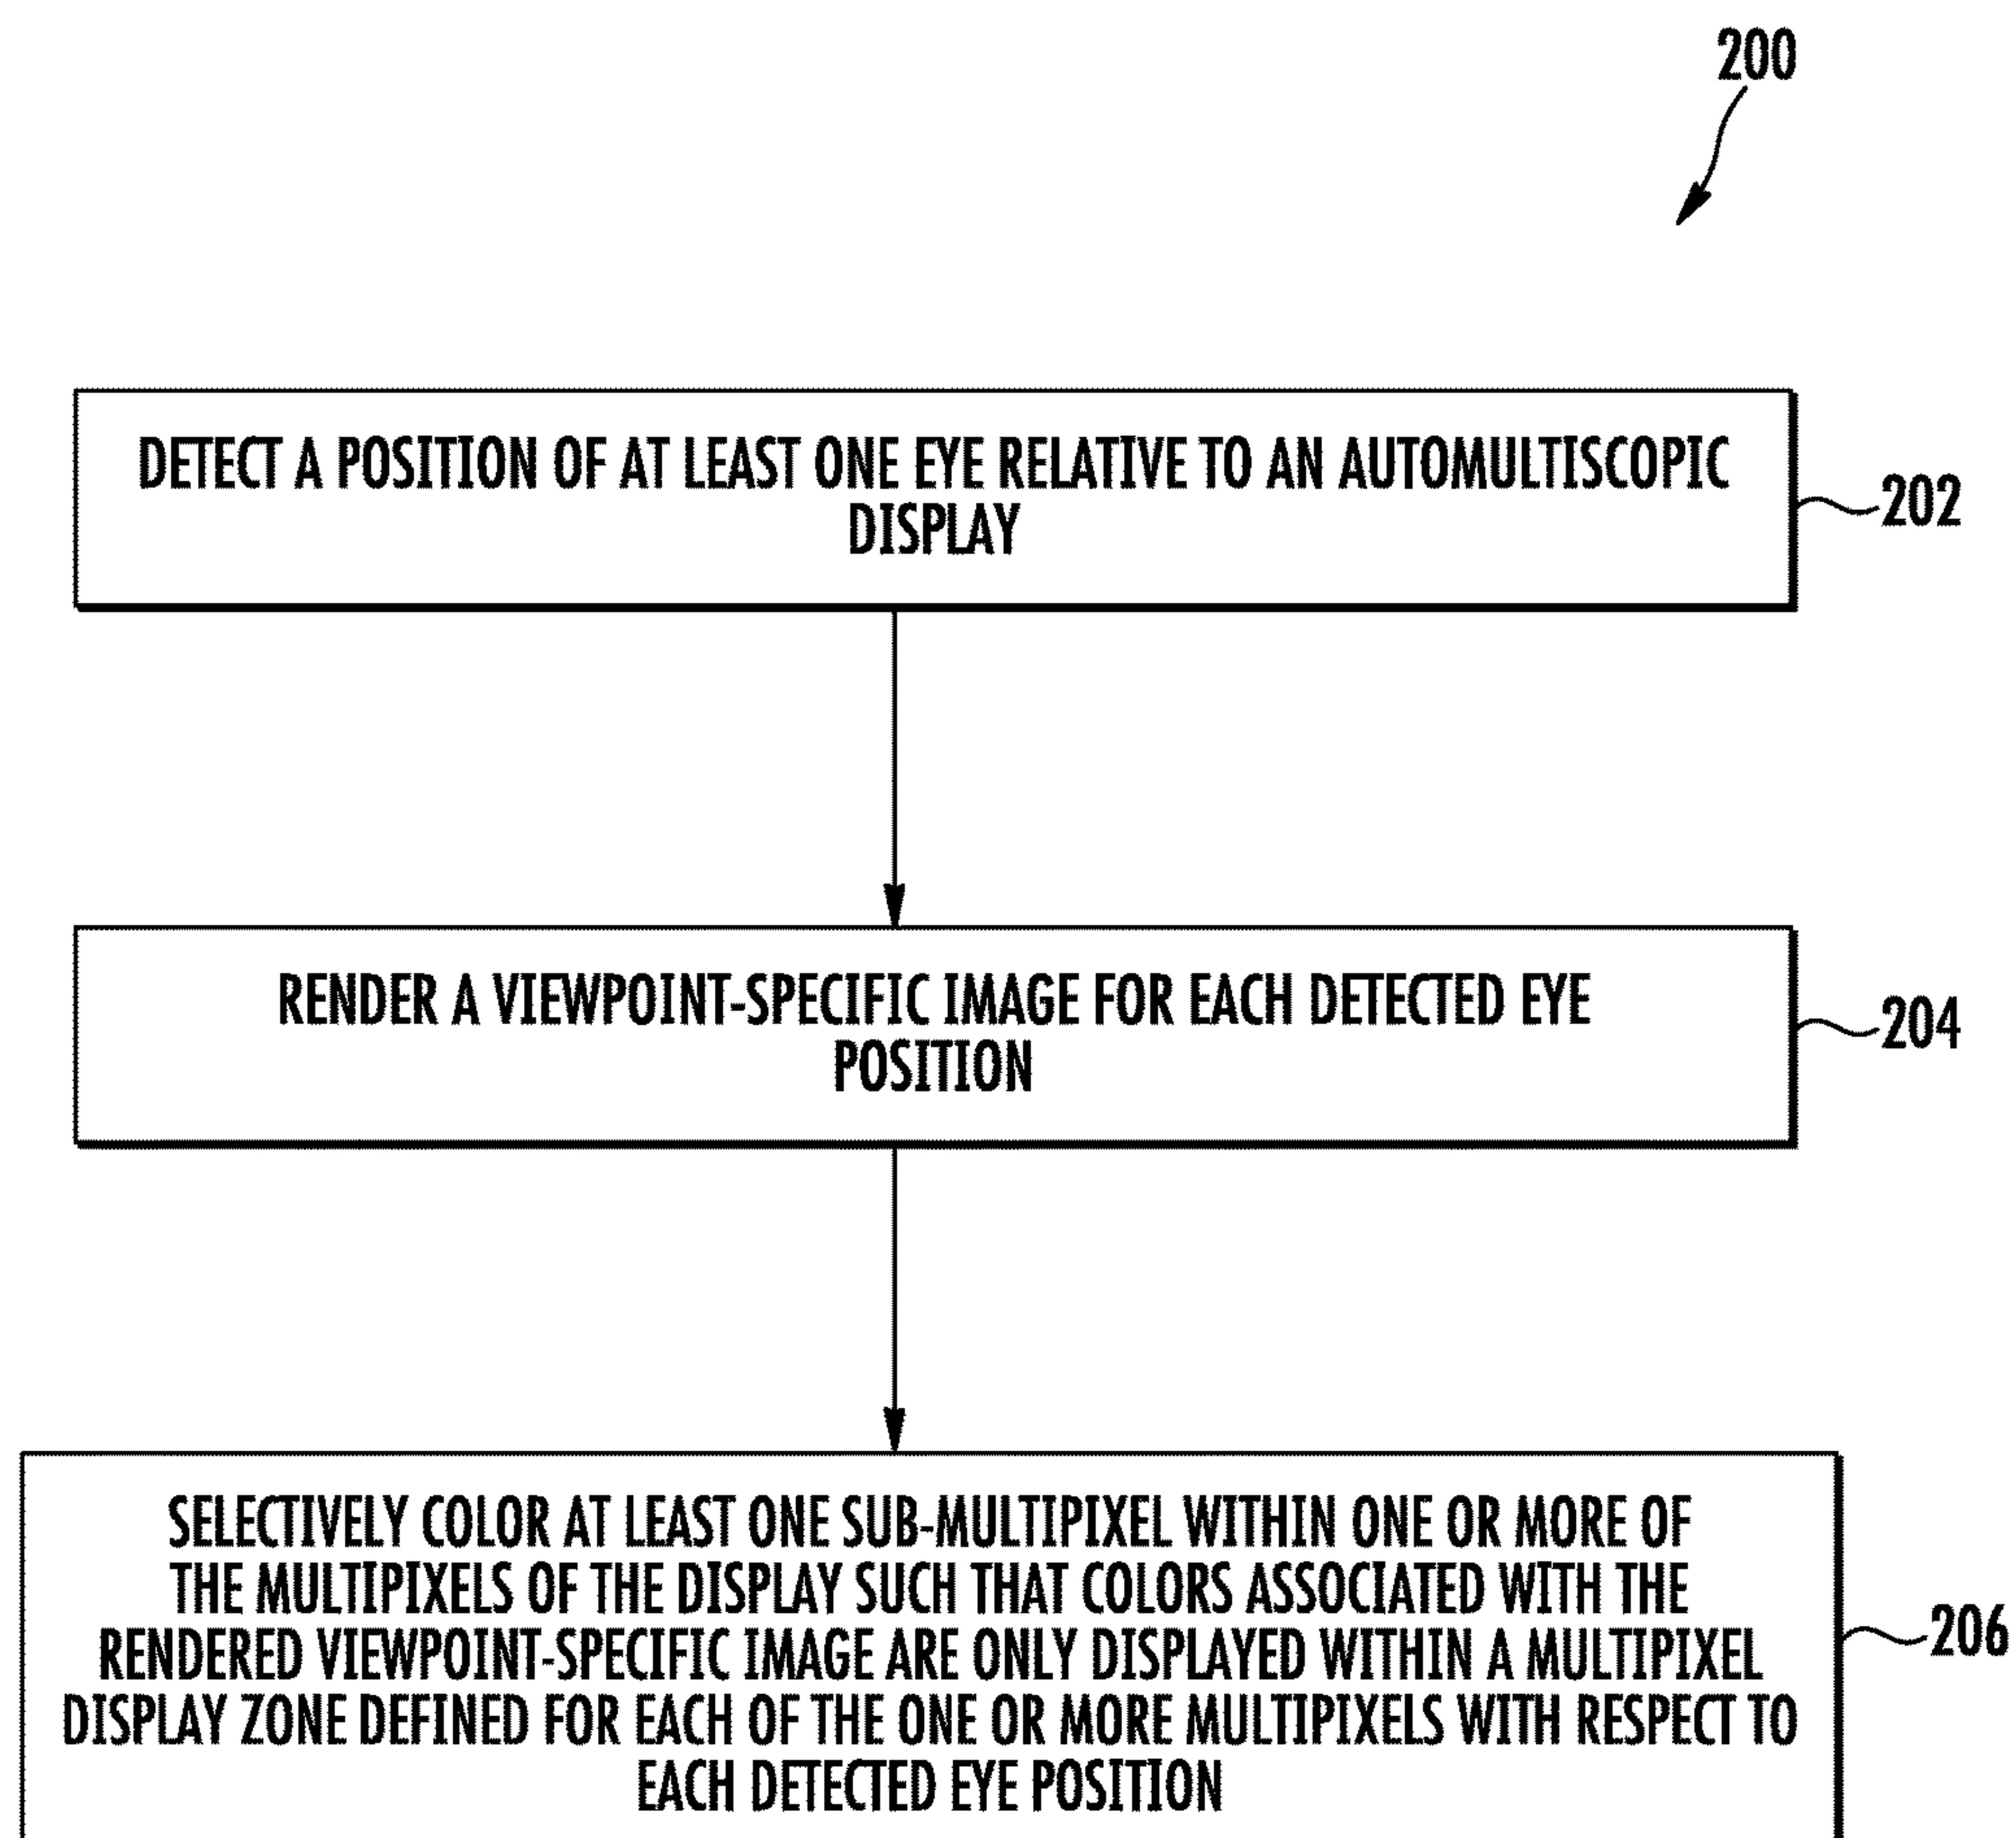 200
DETECT A POSITION OF AT LEAST ONE EYE RELATIVE TO AN AUTOMULTISCOPIC
DISPLAY
202
RENDER A VIEWPOINT-SPECIFIC IMAGE FOR EACH DETECTED EYE
POSITION
204
SELECTIVELY COLOR AT LEAST ONE SUB-MULTIPIXEL WITHIN ONE OR MORE OF
THE MULTIPIXELS OF THE DISPLAY SUCH THAT COLORS ASSOCIATED WITH THE
RENDERED VIEWPOINT-SPECIFIC IMAGE ARE ONLY DISPLAYED WITHIN A MULTIPIXEL
DISPLAY ZONE DEFINED FOR EACH OF THE ONE OR MORE MULTIPIXELS WITH RESPECT TO
EACH DETECTED EYE POSITION
206